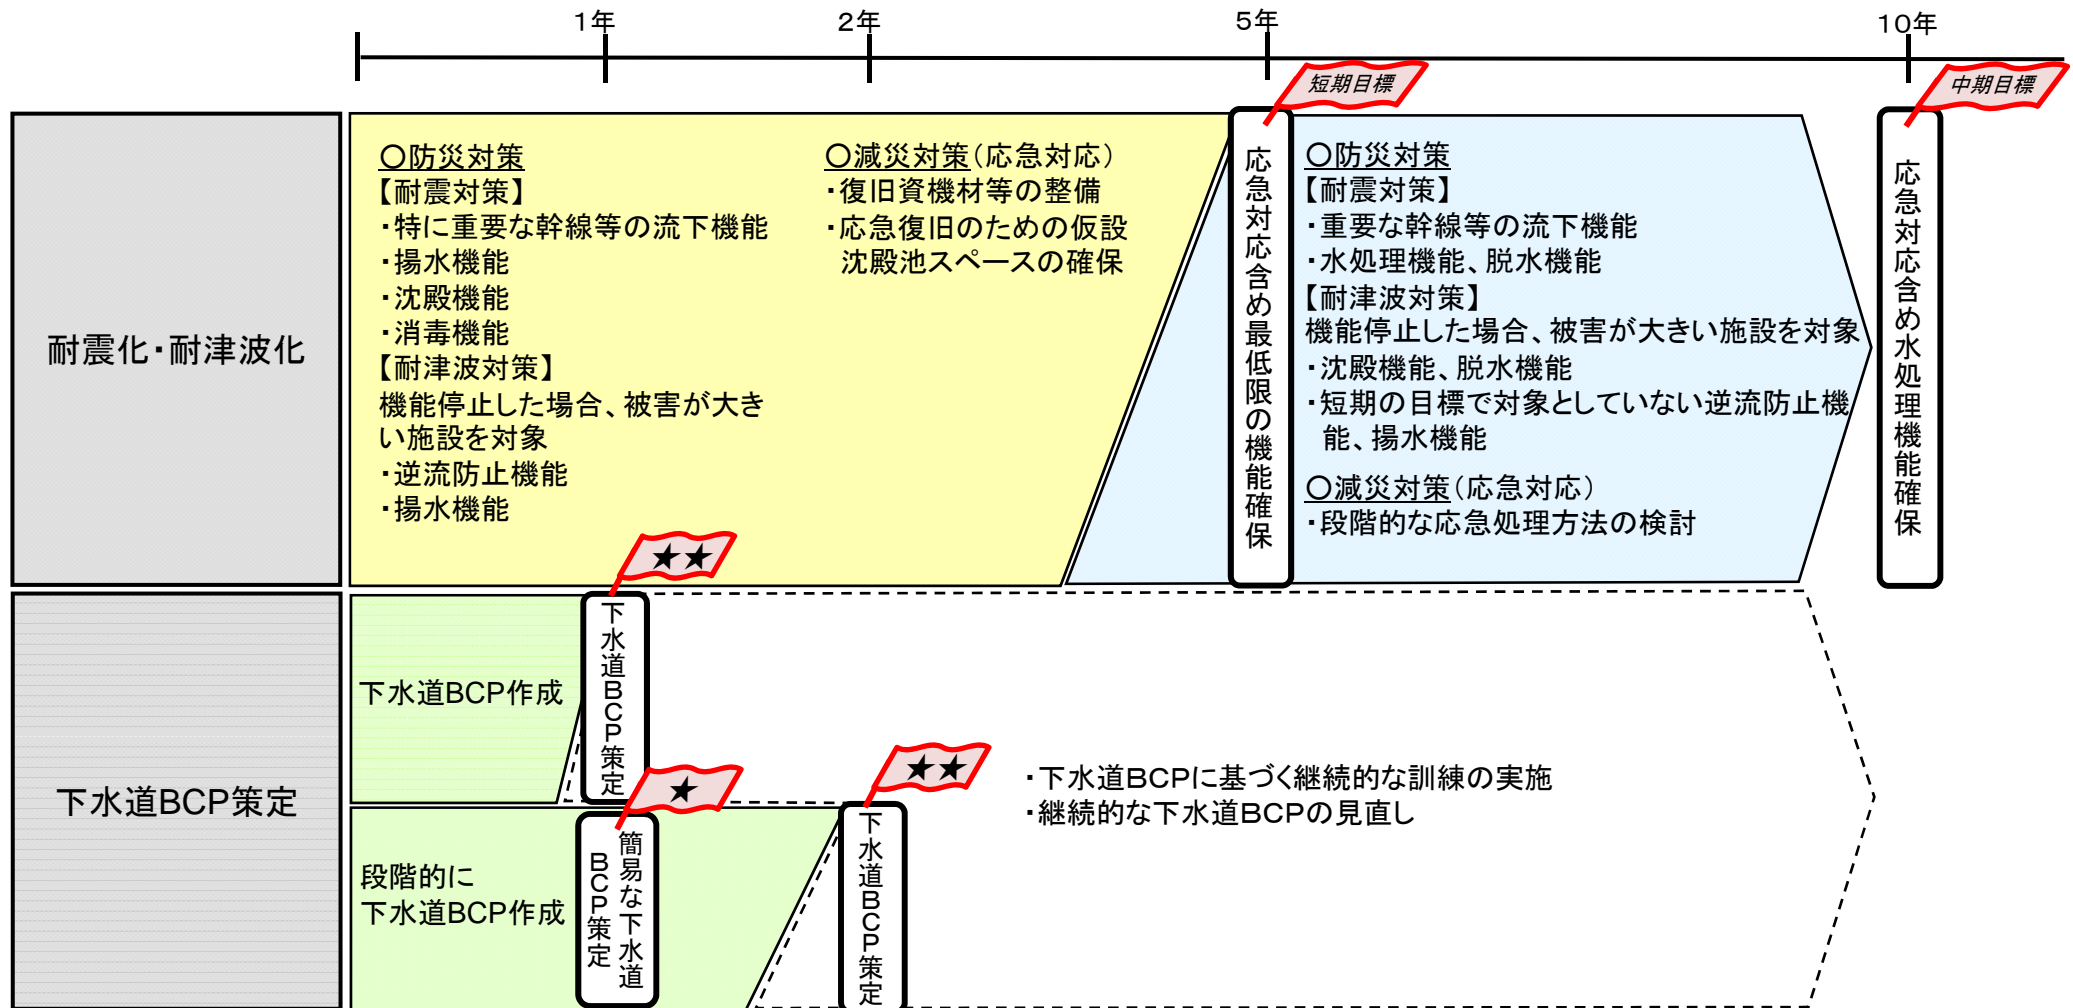 1年
2年
5年
10年
短期目標
中期目標
耐震化・耐津波化
○防災対策
【耐震対策】
・特に重要な幹線等の流下機能
・揚水機能
・沈殿機能
・消毒機能
【耐津波対策】
機能停止した場合、被害が大き
い施設を対象
・逆流防止機能
・揚水機能
○減災対策（応急対応）
・復旧資機材等の整備
・応急復旧のための仮設
沈殿池スペースの確保
応急対応含め最低限の機能確保
○防災対策
【耐震対策】
・重要な幹線等の流下機能
・水処理機能、脱水機能
【耐津波対策】
機能停止した場合、被害が大きい施設を対象
・沈殿機能、脱水機能
・短期の目標で対象としていない逆流防止機
能、揚水機能
○減災対策（応急対応）
・段階的な応急処理方法の検討
応急対応含め水処理機能確保
下水道BCP策定
下水道BCP作成
★★
下水道BCP策定
段階的に
下水道BCP作成
★
簡易な下水道
BCP策定
★★
下水道BCP策定
・下水道BCPに基づく継続的な訓練の実施
・継続的な下水道BCPの見直し